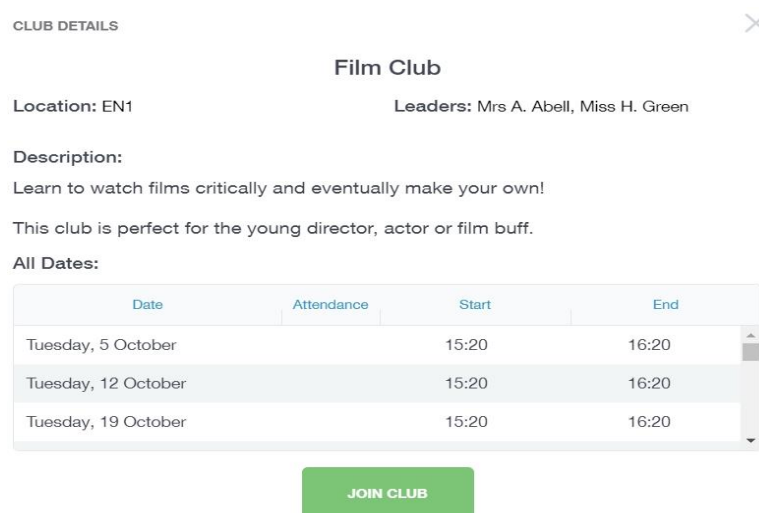 CLUB DETAILS
Film Club
Location: EN1 Leaders: Mrs A. Abell, Miss H. Green
Description:
Learn to watch films critically and eventually make your own!
This club is perfect for the young director, actor or film buff.
All Dates:
Date Attendance Start End
Tuesday, 5 October 15:20 16:20
Tuesday, 12 October 15:20 16:20
Tuesday, 19 October 15:20 16:20
JOIN CLUB